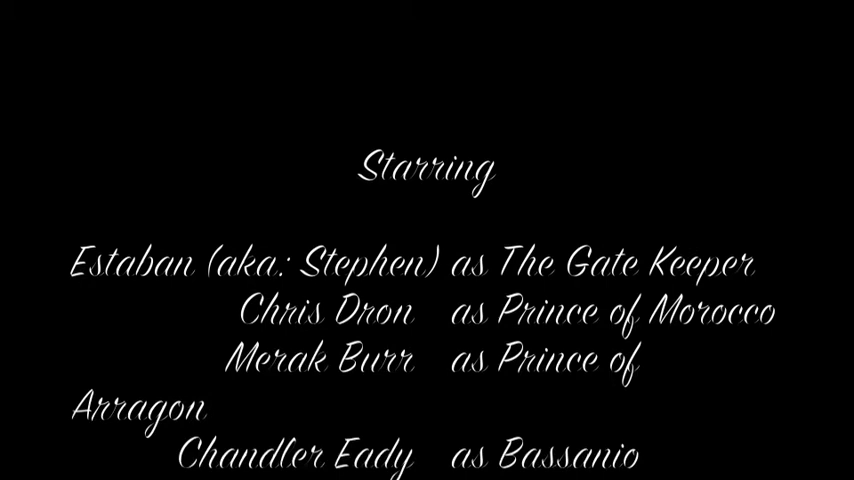 Starring
Estaban (aka: Stephen) as The Gate Keeper
Chris Dron as Prince of Morocco
Merak Burr as Prince of
Arragon
Chandler Eady as Bassanio